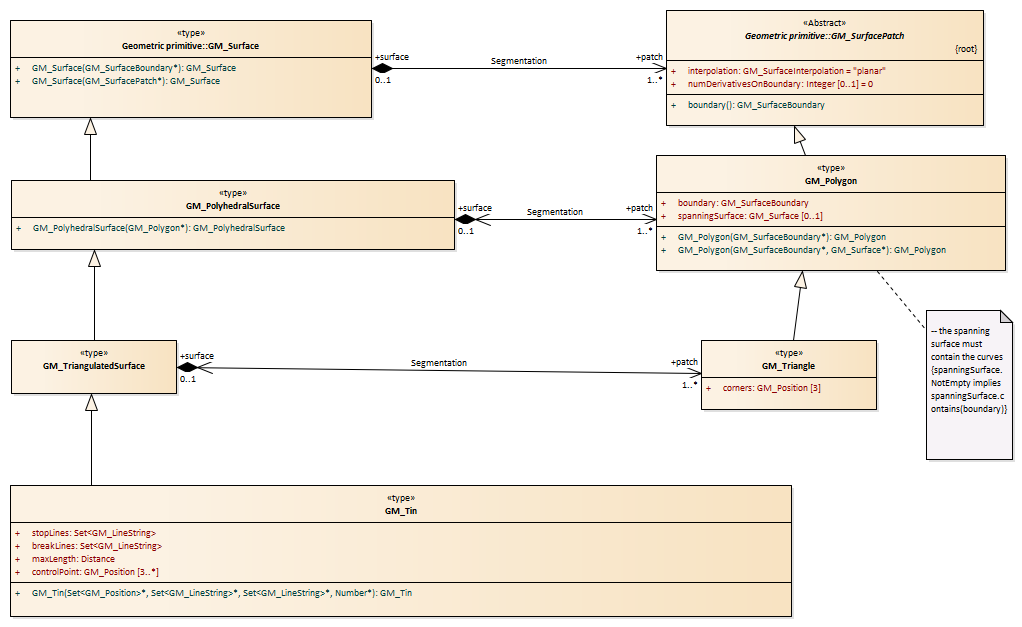 «type»
Geometric primitive::GM_Surface
+ GM_Surface(GM_SurfaceBoundary*): GM_Surface
+ GM_Surface(GM_SurfacePatch*): GM_Surface
+surface
0..1
Segmentation
+patch
1..*
«Abstract»
Geometric primitive::GM_SurfacePatch
{root}
+ interpolation: GM_SurfaceInterpolation = "planar"
+ numDerivativesOnBoundary: Integer [0..1] = 0
+ boundary(): GM_SurfaceBoundary
«type»
GM_PolyhedralSurface
+ GM_PolyhedralSurface(GM_Polygon*): GM_PolyhedralSurface
+surface
0..1
Segmentation
+patch
1..*
«type»
GM_Polygon
+ boundary: GM_SurfaceBoundary
+ spanningSurface: GM_Surface [0..1]
+ GM_Polygon(GM_SurfaceBoundary*): GM_Polygon
+ GM_Polygon(GM_SurfaceBoundary*, GM_Surface*): GM_Polygon
-- the spanning
surface must
contain the curves
{spanningSurface.
NotEmpty implies
spanningSurface.c
ontains(boundary)}
«type»
GM_TriangulatedSurface
+surface
0..1
Segmentation
+patch
1..*
«type»
GM_Triangle
+ corners: GM_Position [3]
«type»
GM_Tin
+ stopLines: Set<GM_LineString>
+ breakLines: Set<GM_LineString>
+ maxLength: Distance
+ controlPoint: GM_Position [3..*]
+ GM_Tin(Set<GM_Position>*, Set<GM_LineString>*, Set<GM_LineString>*, Number*): GM_Tin